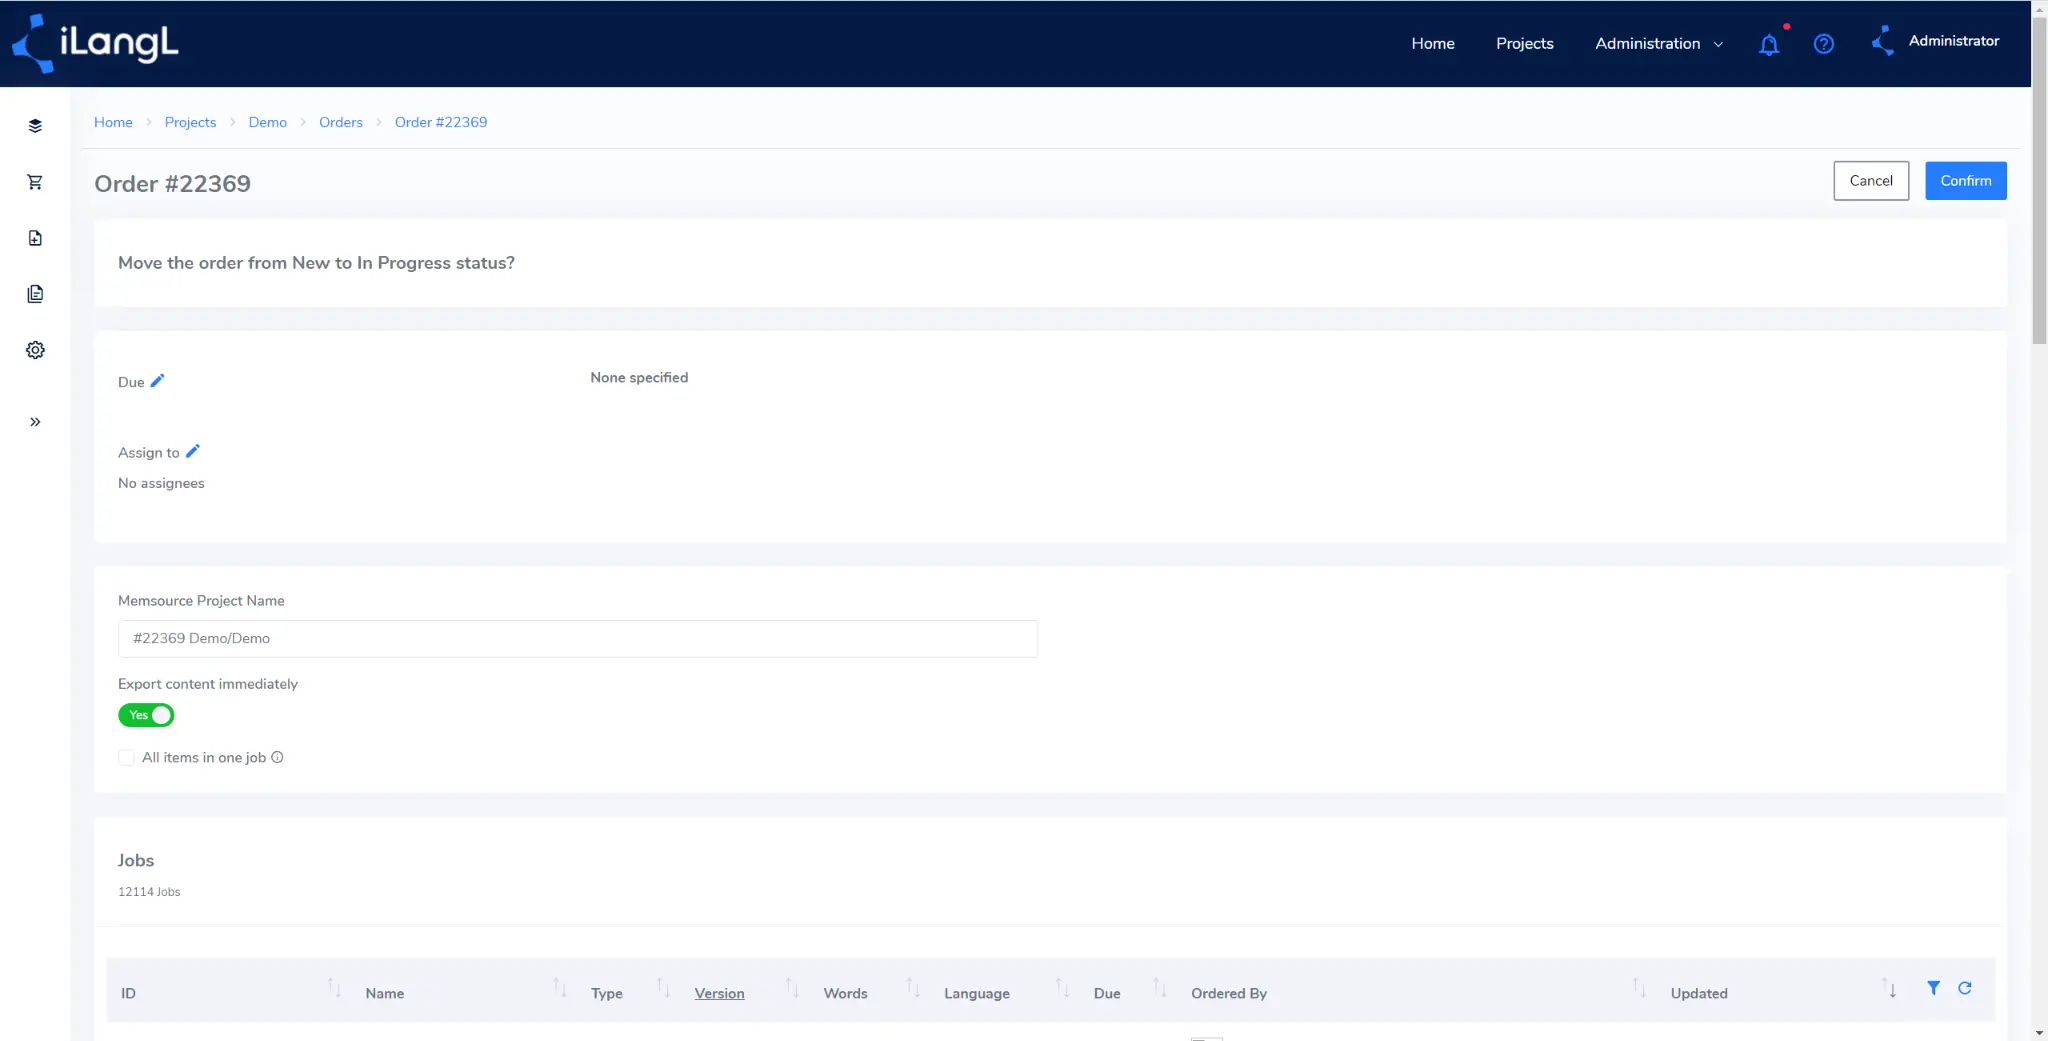 iLangL
Home Projects Administration Administrator
Home Projects Demo Orders Order #22369
Order #22369
Cancel Confirm
Move the order from New to In Progress status?
Due None specified
Assign to
No assignees
Memsource Project Name
#22369 Demo/Demo
Export content immediately
Yes
All items in one job
Jobs
12114 Jobs
ID Name Type Version Words Language Due Ordered By Updated